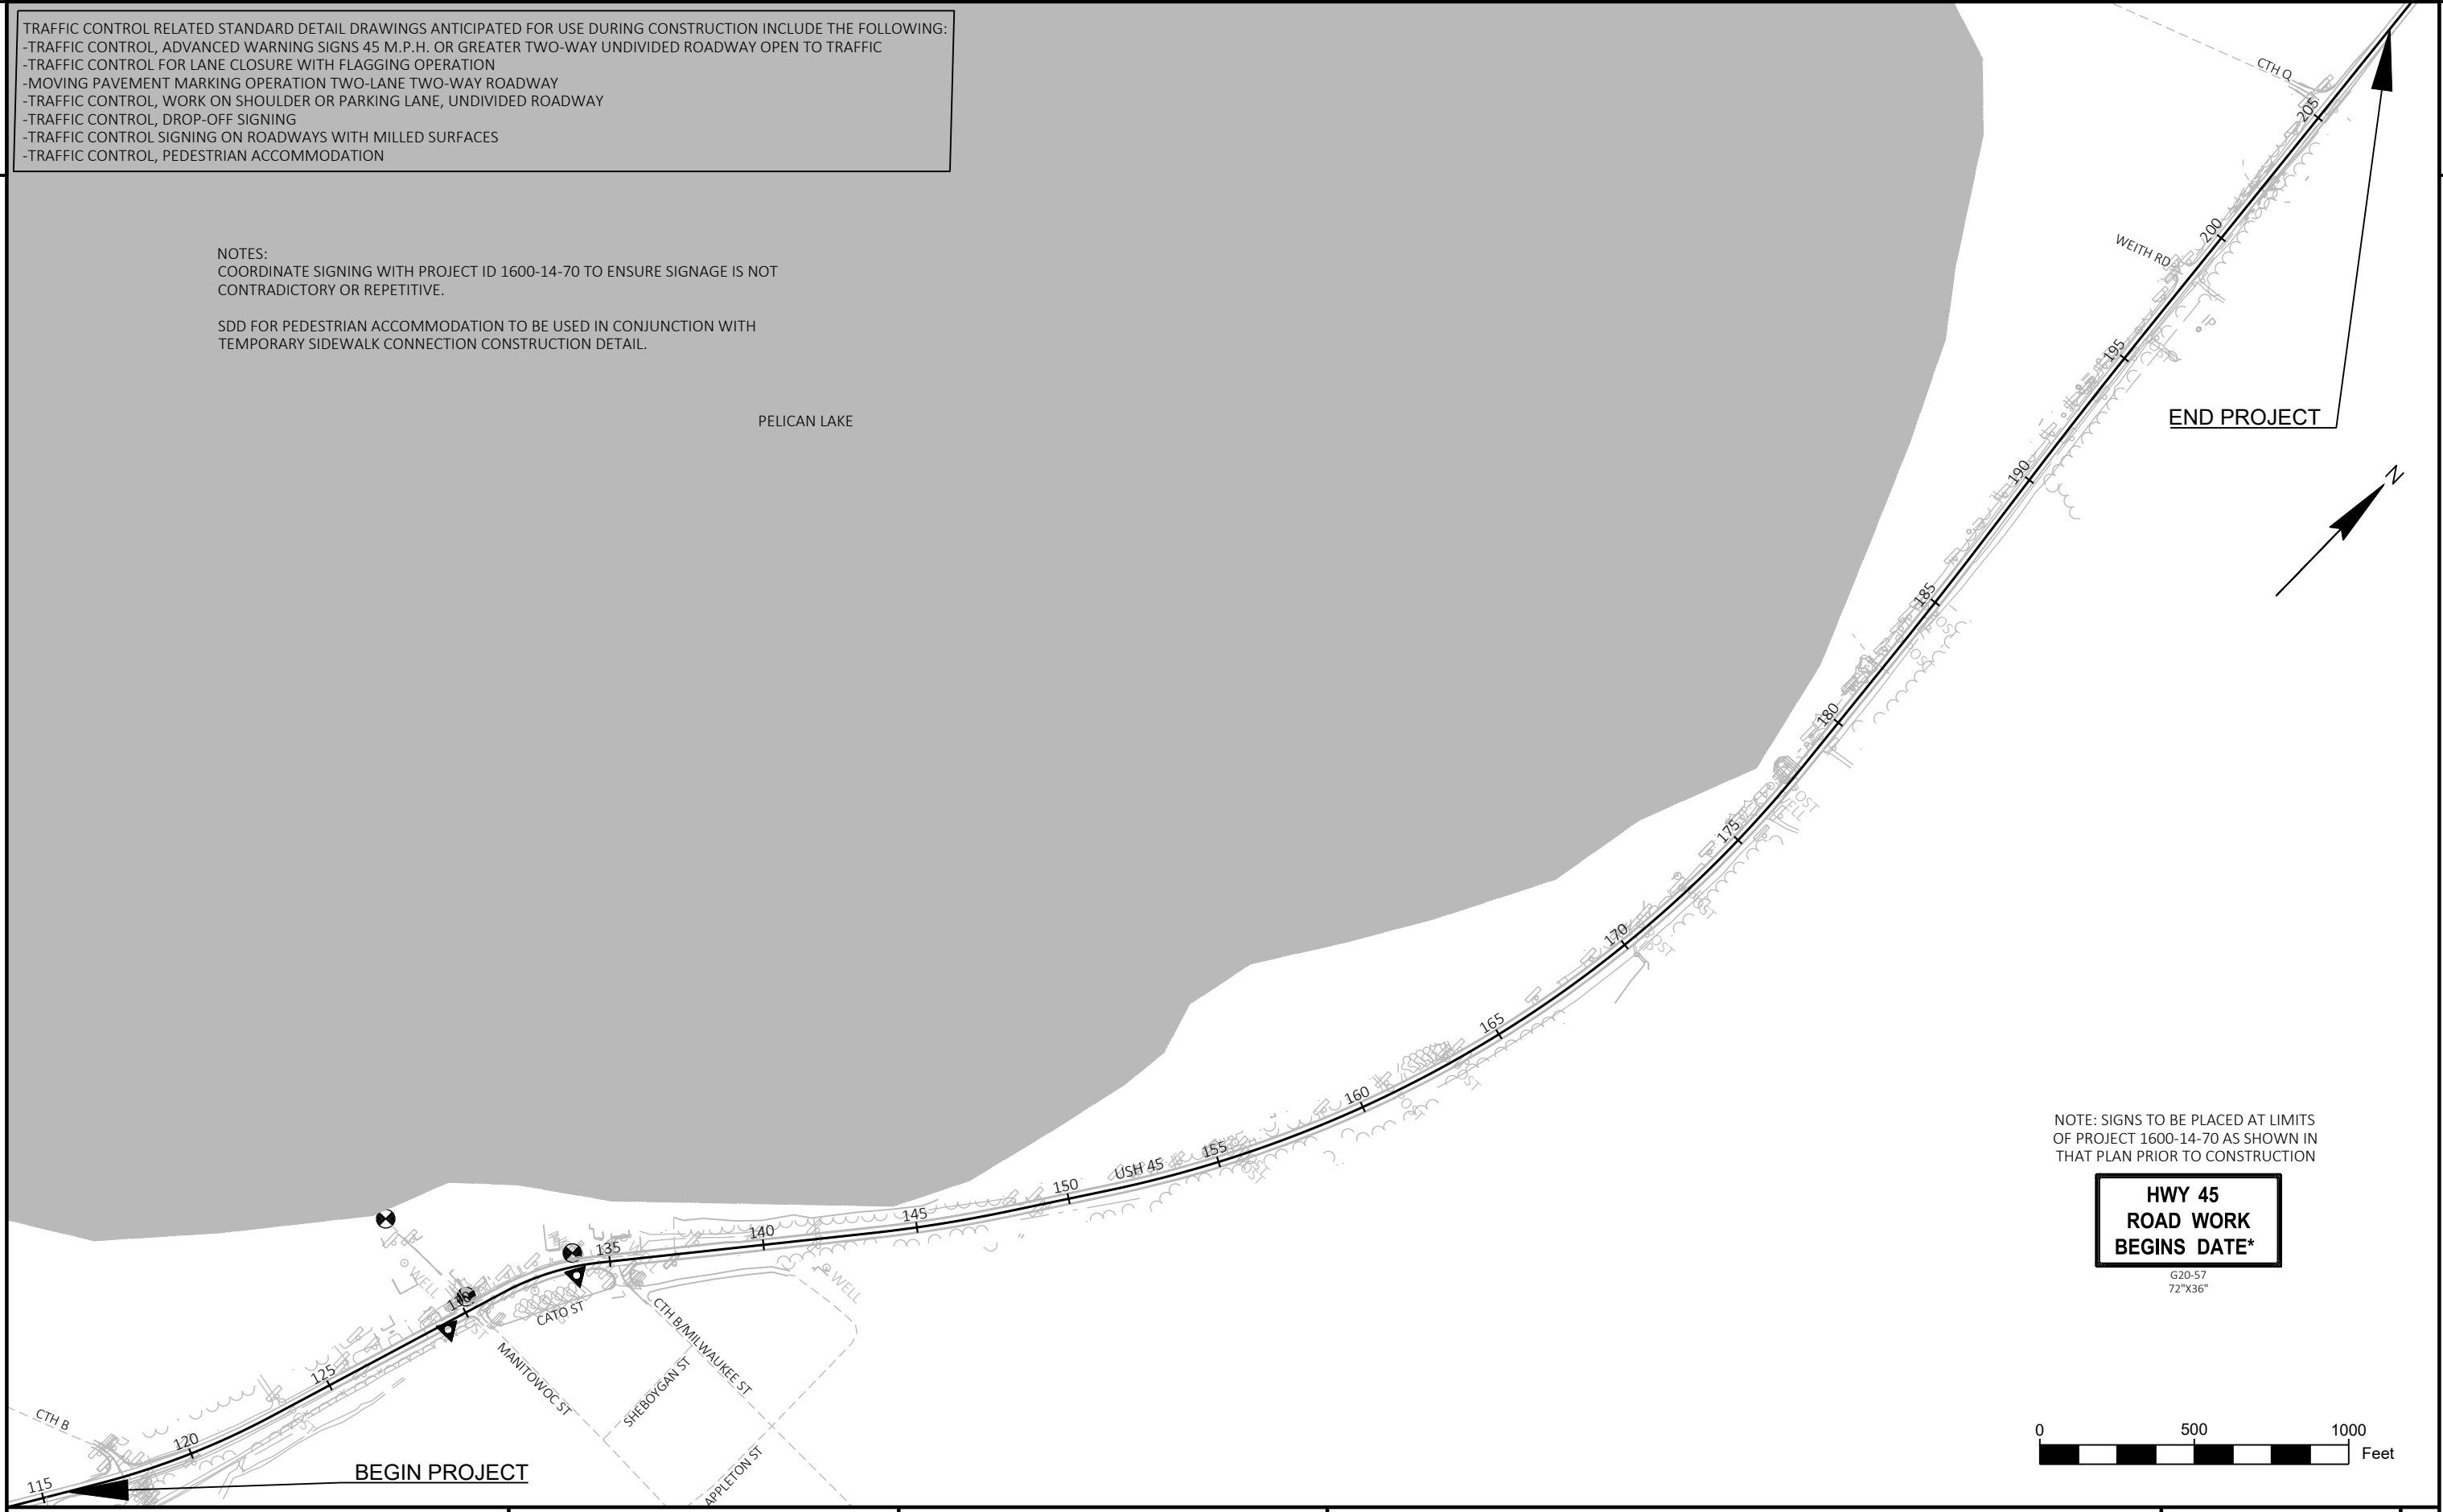 TRAFFIC CONTROL RELATED STANDARD DETAIL DRAWINGS ANTICIPATED FOR USE DURING CONSTRUCTION INCLUDE THE FOLLOWING:
-TRAFFIC CONTROL, ADVANCED WARNING SIGNS 45 M.P.H. OR GREATER TWO-WAY UNDIVIDED ROADWAY OPEN TO TRAFFIC
-TRAFFIC CONTROL FOR LANE CLOSURE WITH FLAGGING OPERATION
-MOVING PAVEMENT MARKING OPERATION TWO-LANE TWO-WAY ROADWAY
-TRAFFIC CONTROL, WORK ON SHOULDER OR PARKING LANE, UNDIVIDED ROADWAY
-TRAFFIC CONTROL, DROP-OFF SIGNING
-TRAFFIC CONTROL SIGNING ON ROADWAYS WITH MILLED SURFACES
-TRAFFIC CONTROL, PEDESTRIAN ACCOMMODATION
NOTES:
COORDINATE SIGNING WITH PROJECT ID 1600-14-70 TO ENSURE SIGNAGE IS NOT
CONTRADICTORY OR REPETITIVE.
SDD FOR PEDESTRIAN ACCOMMODATION TO BE USED IN CONJUNCTION WITH
TEMPORARY SIDEWALK CONNECTION CONSTRUCTION DETAIL.
PELICAN LAKE
CTH Q
205
200
WEITH RD
IP
195
END PROJECT
190
N
185
180
175
170
165
160
155
USH 45
150
145
140
135
WELL
WELL
CATO ST
CTH B/MILWAUKEE ST
MANITOWOC ST
SHEBOYGAN ST
APPLETON ST
125
CTH B
120
115
BEGIN PROJECT
NOTE: SIGNS TO BE PLACED AT LIMITS
OF PROJECT 1600-14-70 AS SHOWN IN
THAT PLAN PRIOR TO CONSTRUCTION
HWY 45
ROAD WORK
BEGINS DATE*
G20-57
72"X36"
0 500 1000
Feet